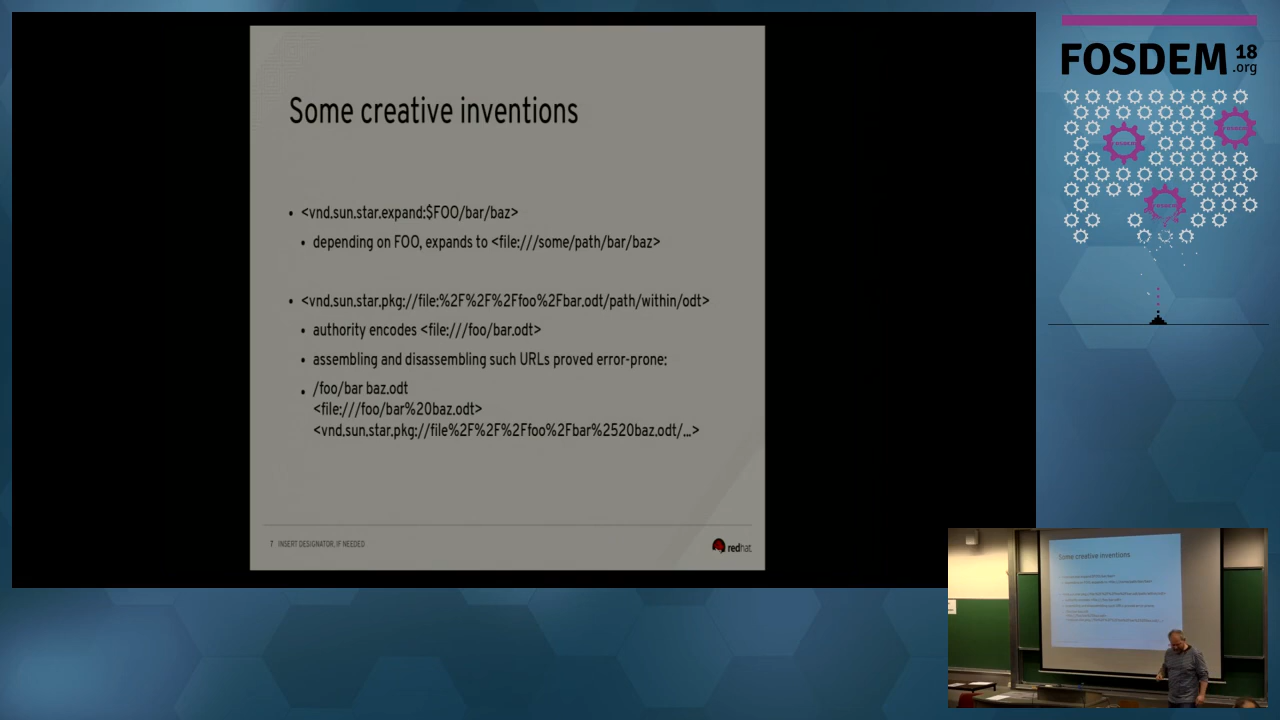 Some creative inventions
• <vnd.sun.star.expand:$FOO/bar/baz>
• depending on FOO, expands to <file:///some/path/bar/baz>
• <vnd.sun.star.pkg://file:%2F%2F%2Ffoo%2Fbar.odt/path/within/odt>
• authority encodes <file:///foo/bar.odt>
• assembling and disassembling such URLs proved error-prone:
• /foo/bar baz.odt
<file:///foo/bar%20baz.odt>
<vnd.sun.star.pkg://file%2F%2F%2Ffoo%2Fbar%2520baz.odt/...>
7 INSERT DESIGNATOR, IF NEEDED
redhat
FOSDEM 18
.org
Some creative inventions